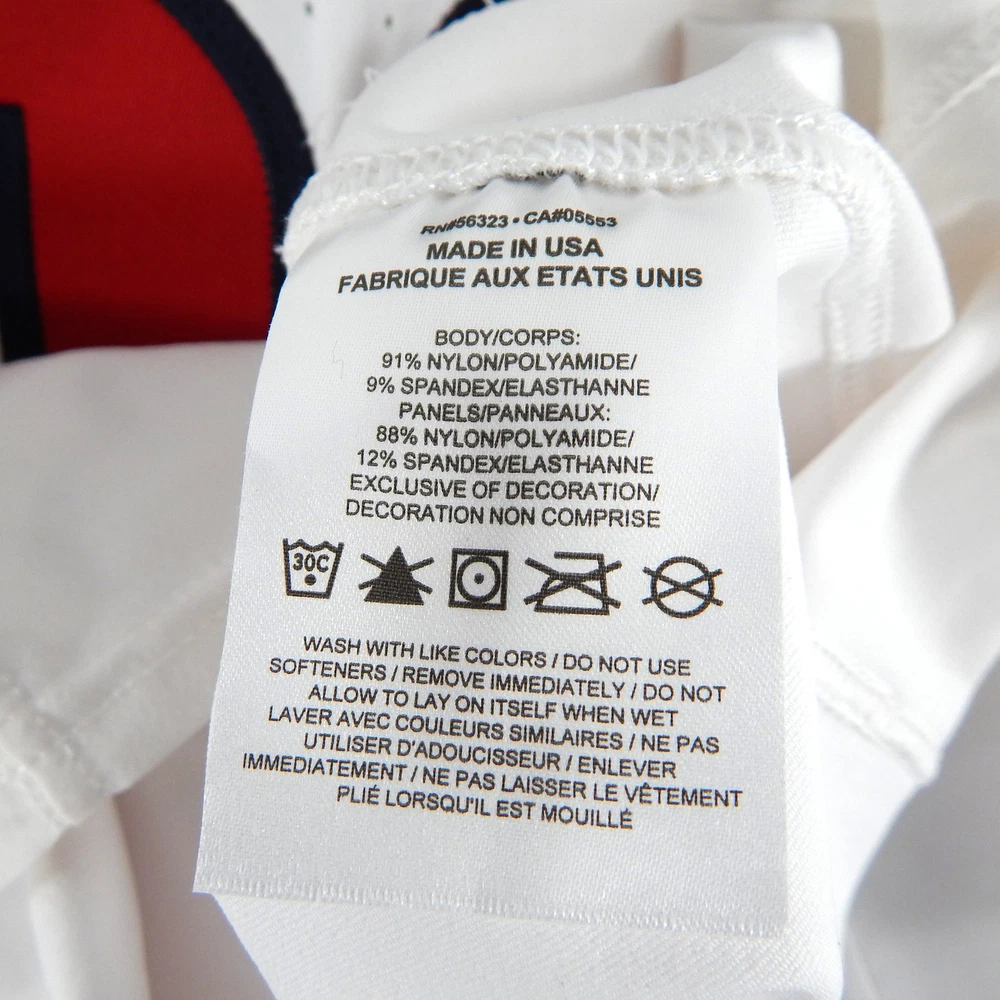 RN#56323 • CA#05553
MADE IN USA
FABRIQUE AUX ETATS UNIS
BODY/CORPS:
91% NYLON/POLYAMIDE/
9% SPANDEX/ELASTHANNE
PANELS/PANNEAUX:
88% NYLON/POLYAMIDE/
12% SPANDEX/ELASTHANNE
EXCLUSIVE OF DECORATION/
DECORATION NON COMPRISE
30C
WASH WITH LIKE COLORS / DO NOT USE
SOFTENERS / REMOVE IMMEDIATELY / DO NOT
ALLOW TO LAY ON ITSELF WHEN WET
LAVER AVEC COULEURS SIMILAIRES / NE PAS
UTILISER D'ADOUCISSEUR / ENLEVER
IMMEDIATEMENT / NE PAS LAISSER LE VÊTEMENT
PLIÉ LORSQU'IL EST MOUILLÉ